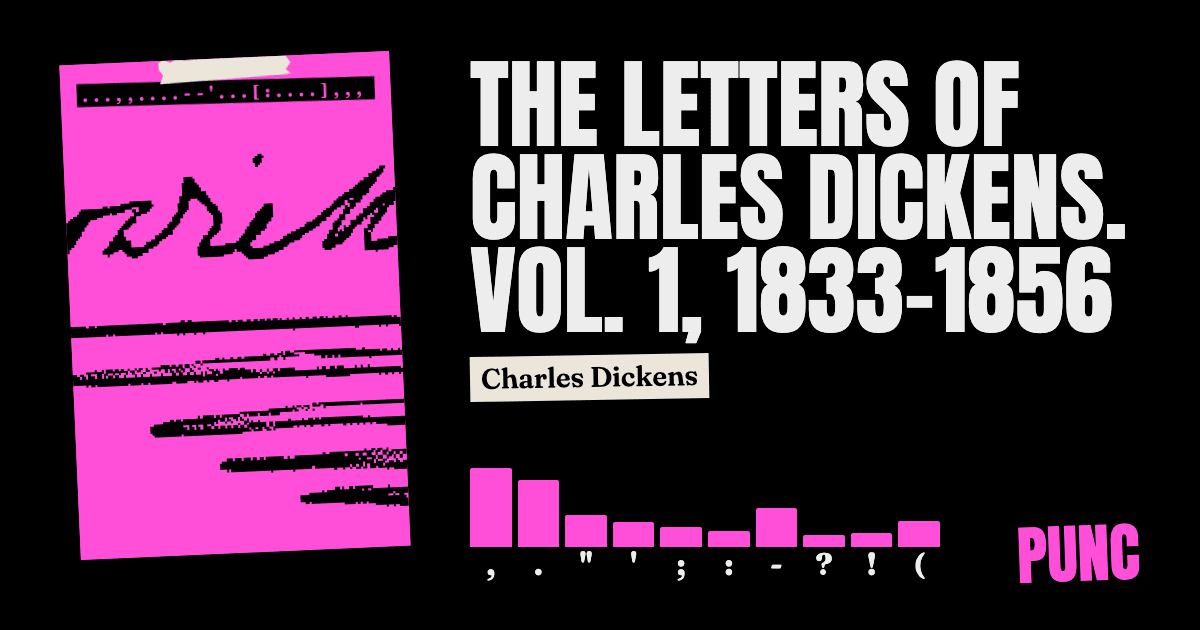 ...,,....--'...[:....],,,
THE LETTERS OF
CHARLES DICKENS.
VOL. 1, 1833-1856
Charles Dickens
, . " ' ; : - ? ! (
PUNC